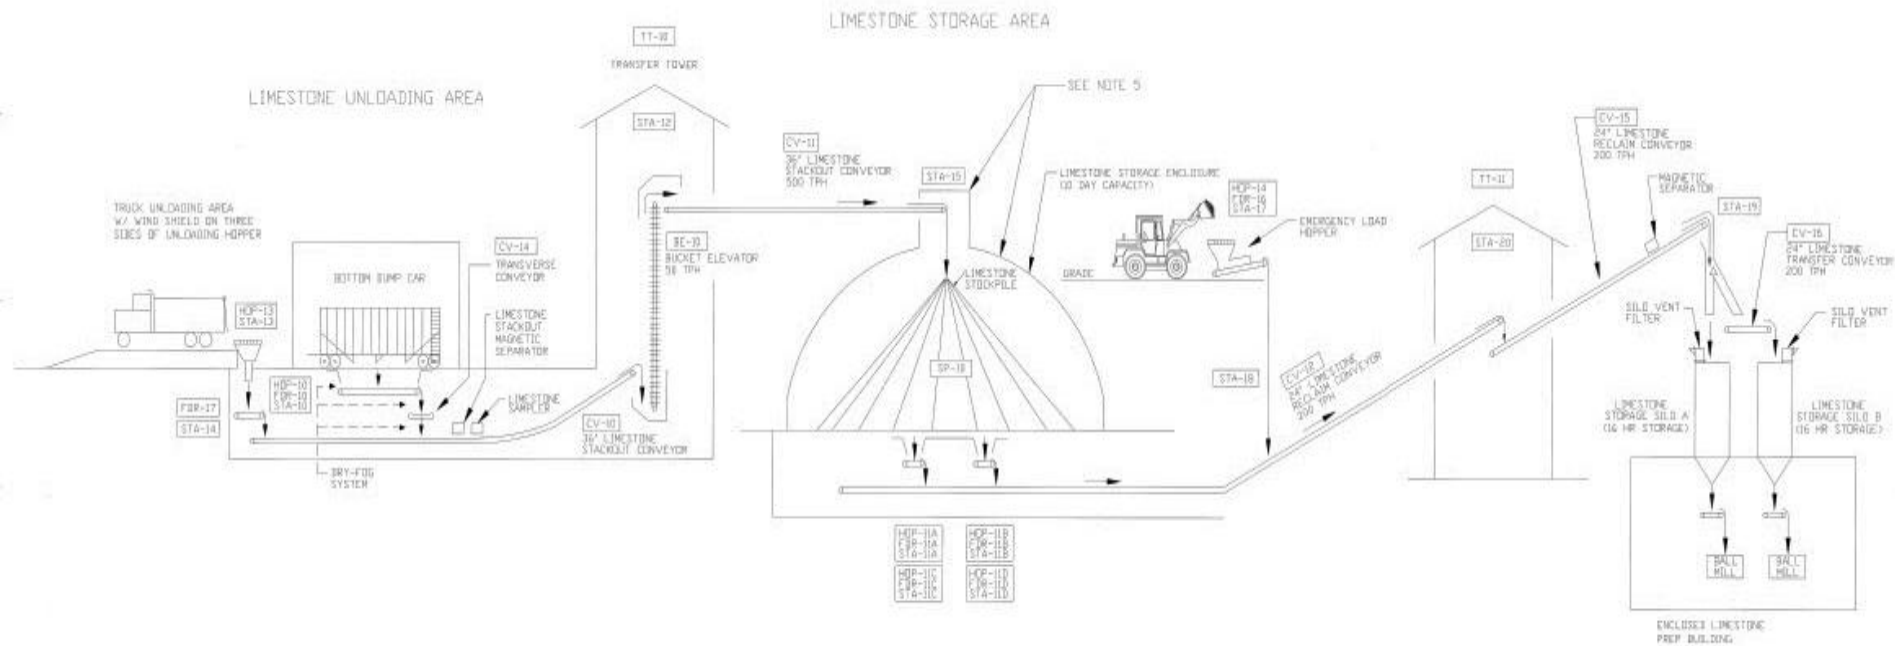 LIMESTONE STORAGE AREA
TT-10
TRANSFER TOWER
LIMESTONE UNLOADING AREA
STA-12
SEE NOTE 5
CV-11
36" LIMESTONE
STACKOUT CONVEYOR
500 TPH
STA-15
LIMESTONE STORAGE ENCLOSURE
(10 DAY CAPACITY)
HOP-14
FDR-16
STA-17
EMERGENCY LOAD
HOPPER
GRADE
CV-15
24" LIMESTONE
RECLAIM CONVEYOR
200 TPH
MAGNETIC
SEPARATOR
TT-11
STA-20
STA-19
CV-16
24" LIMESTONE
TRANSFER CONVEYOR
200 TPH
TRUCK UNLOADING AREA
W/ WIND SHIELD ON THREE
SIDES OF UNLOADING HOPPER
CV-14
TRANSVERSE
CONVEYOR
BOTTOM DUMP CAR
BE-10
BUCKET ELEVATOR
LIMESTONE
STOCKPILE
HOP-13
STA-13
LIMESTONE
STACKOUT
MAGNETIC
SEPARATOR
SILO VENT
FILTER
SILO VENT
FILTER
HOP-10
FDR-10
STA-10
LIMESTONE
SAMPLER
SP-10
STA-18
CV-12
24" LIMESTONE
RECLAIM CONVEYOR
200 TPH
FDR-17
STA-14
CV-10
36" LIMESTONE
STACKOUT CONVEYOR
DRY-FOG
SYSTEM
LIMESTONE
STORAGE SILO A
(16 HR STORAGE)
LIMESTONE
STORAGE SILO B
(16 HR STORAGE)
HOP-11A
FDR-11A
STA-11A
HOP-11B
FDR-11B
STA-11B
HOP-11C
FDR-11C
STA-11C
HOP-11D
FDR-11D
STA-11D
BALL
MILL
BALL
MILL
ENCLOSED LIMESTONE
PREP BUILDING